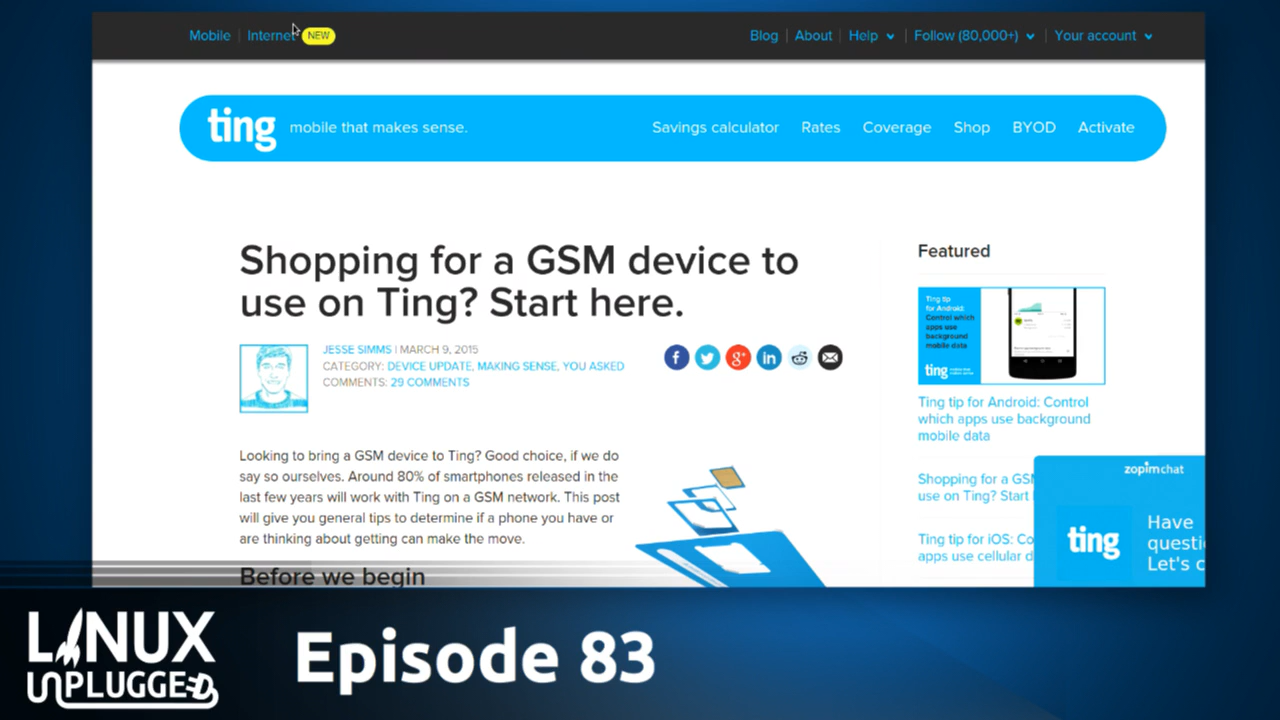 Mobile Internet NEW Blog About Help Follow (80,000+) Your account
ting mobile that makes sense. Savings calculator Rates Coverage Shop BYOD Activate
Shopping for a GSM device to
use on Ting? Start here.
JESSE SIMMS | MARCH 9, 2015
CATEGORY: DEVICE UPDATE, MAKING SENSE, YOU ASKED
COMMENTS: 29 COMMENTS
Looking to bring a GSM device to Ting? Good choice, if we do
say so ourselves. Around 80% of smartphones released in the
last few years will work with Ting on a GSM network. This post
will give you general tips to determine if a phone you have or
are thinking about getting can make the move.
Before we begin
Featured
Ting tip
for Android:
Control which
apps use
background
mobile data
ting
Ting tip for Android: Control
which apps use background
mobile data
Shopping for a GSM
use on Ting? Start
Ting tip for iOS: Co
apps use cellular d
zopim chat
ting
Have
questi
Let's c
LINUX
UNPLUGGED
Episode 83